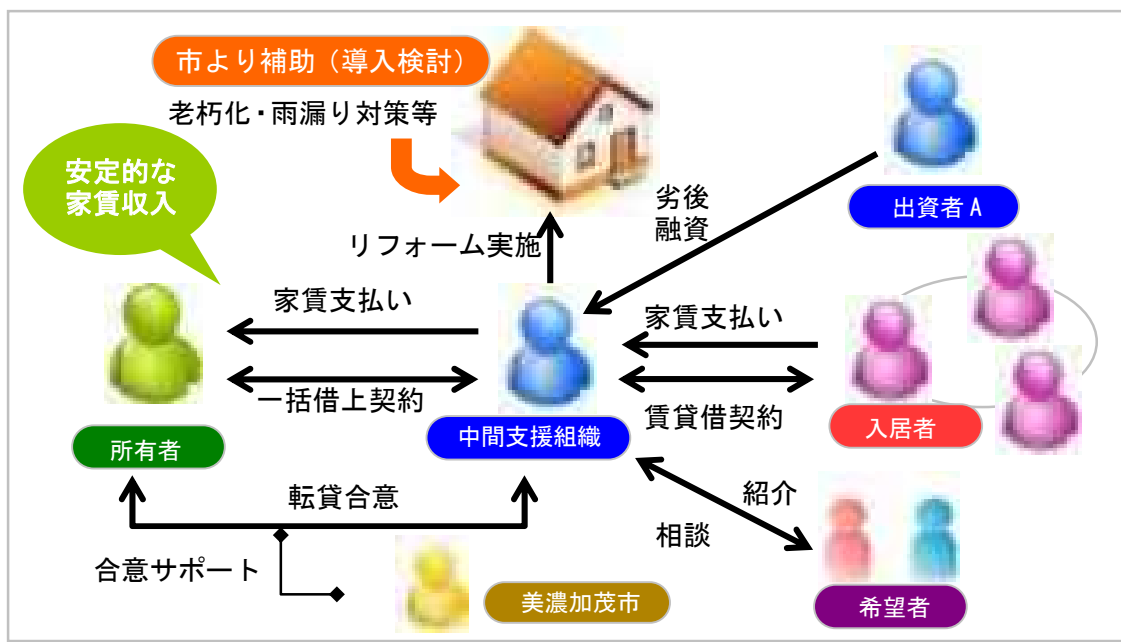 市より補助（導入検討）
老朽化・雨漏り対策等
安定的な
家賃収入
劣後
融資
出資者A
リフォーム実施
家賃支払い
家賃支払い
一括借上契約
賃貸借契約
所有者
中間支援組織
入居者
転貸合意
紹介
相談
合意サポート
美濃加茂市
希望者